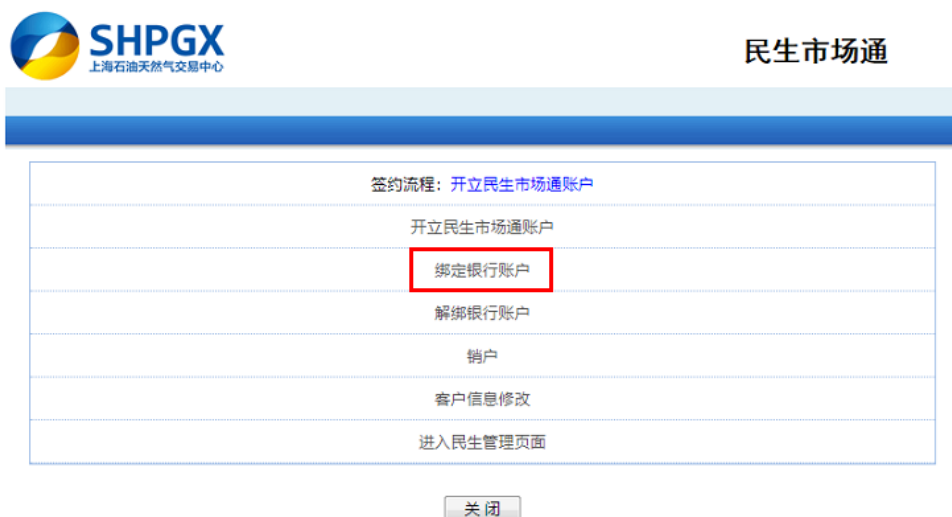 SHPGX
上海石油天然气交易中心
民生市场通
签约流程：开立民生市场通账户
开立民生市场通账户
绑定银行账户
解绑银行账户
销户
客户信息修改
进入民生管理页面
关闭